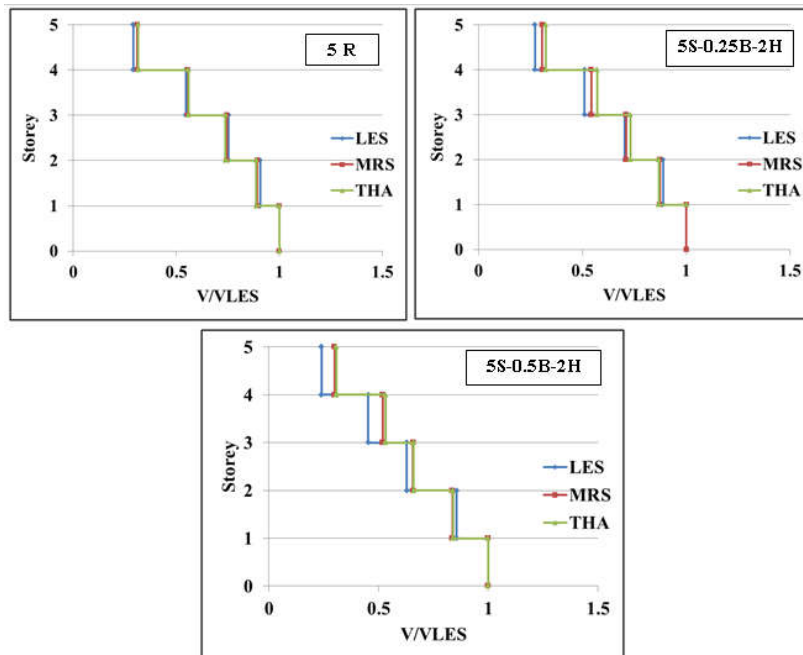 5 R
5
4
3
2
1
0
Storey
LES
MRS
THA
0
0.5
1
1.5
V/VLES
5S-0.25B-2H
5
4
3
2
1
0
Storey
LES
MRS
THA
0
0.5
1
1.5
V/VLES
5S-0.5B-2H
5
4
3
2
1
0
Storey
LES
MRS
THA
0
0.5
1
1.5
V/VLES